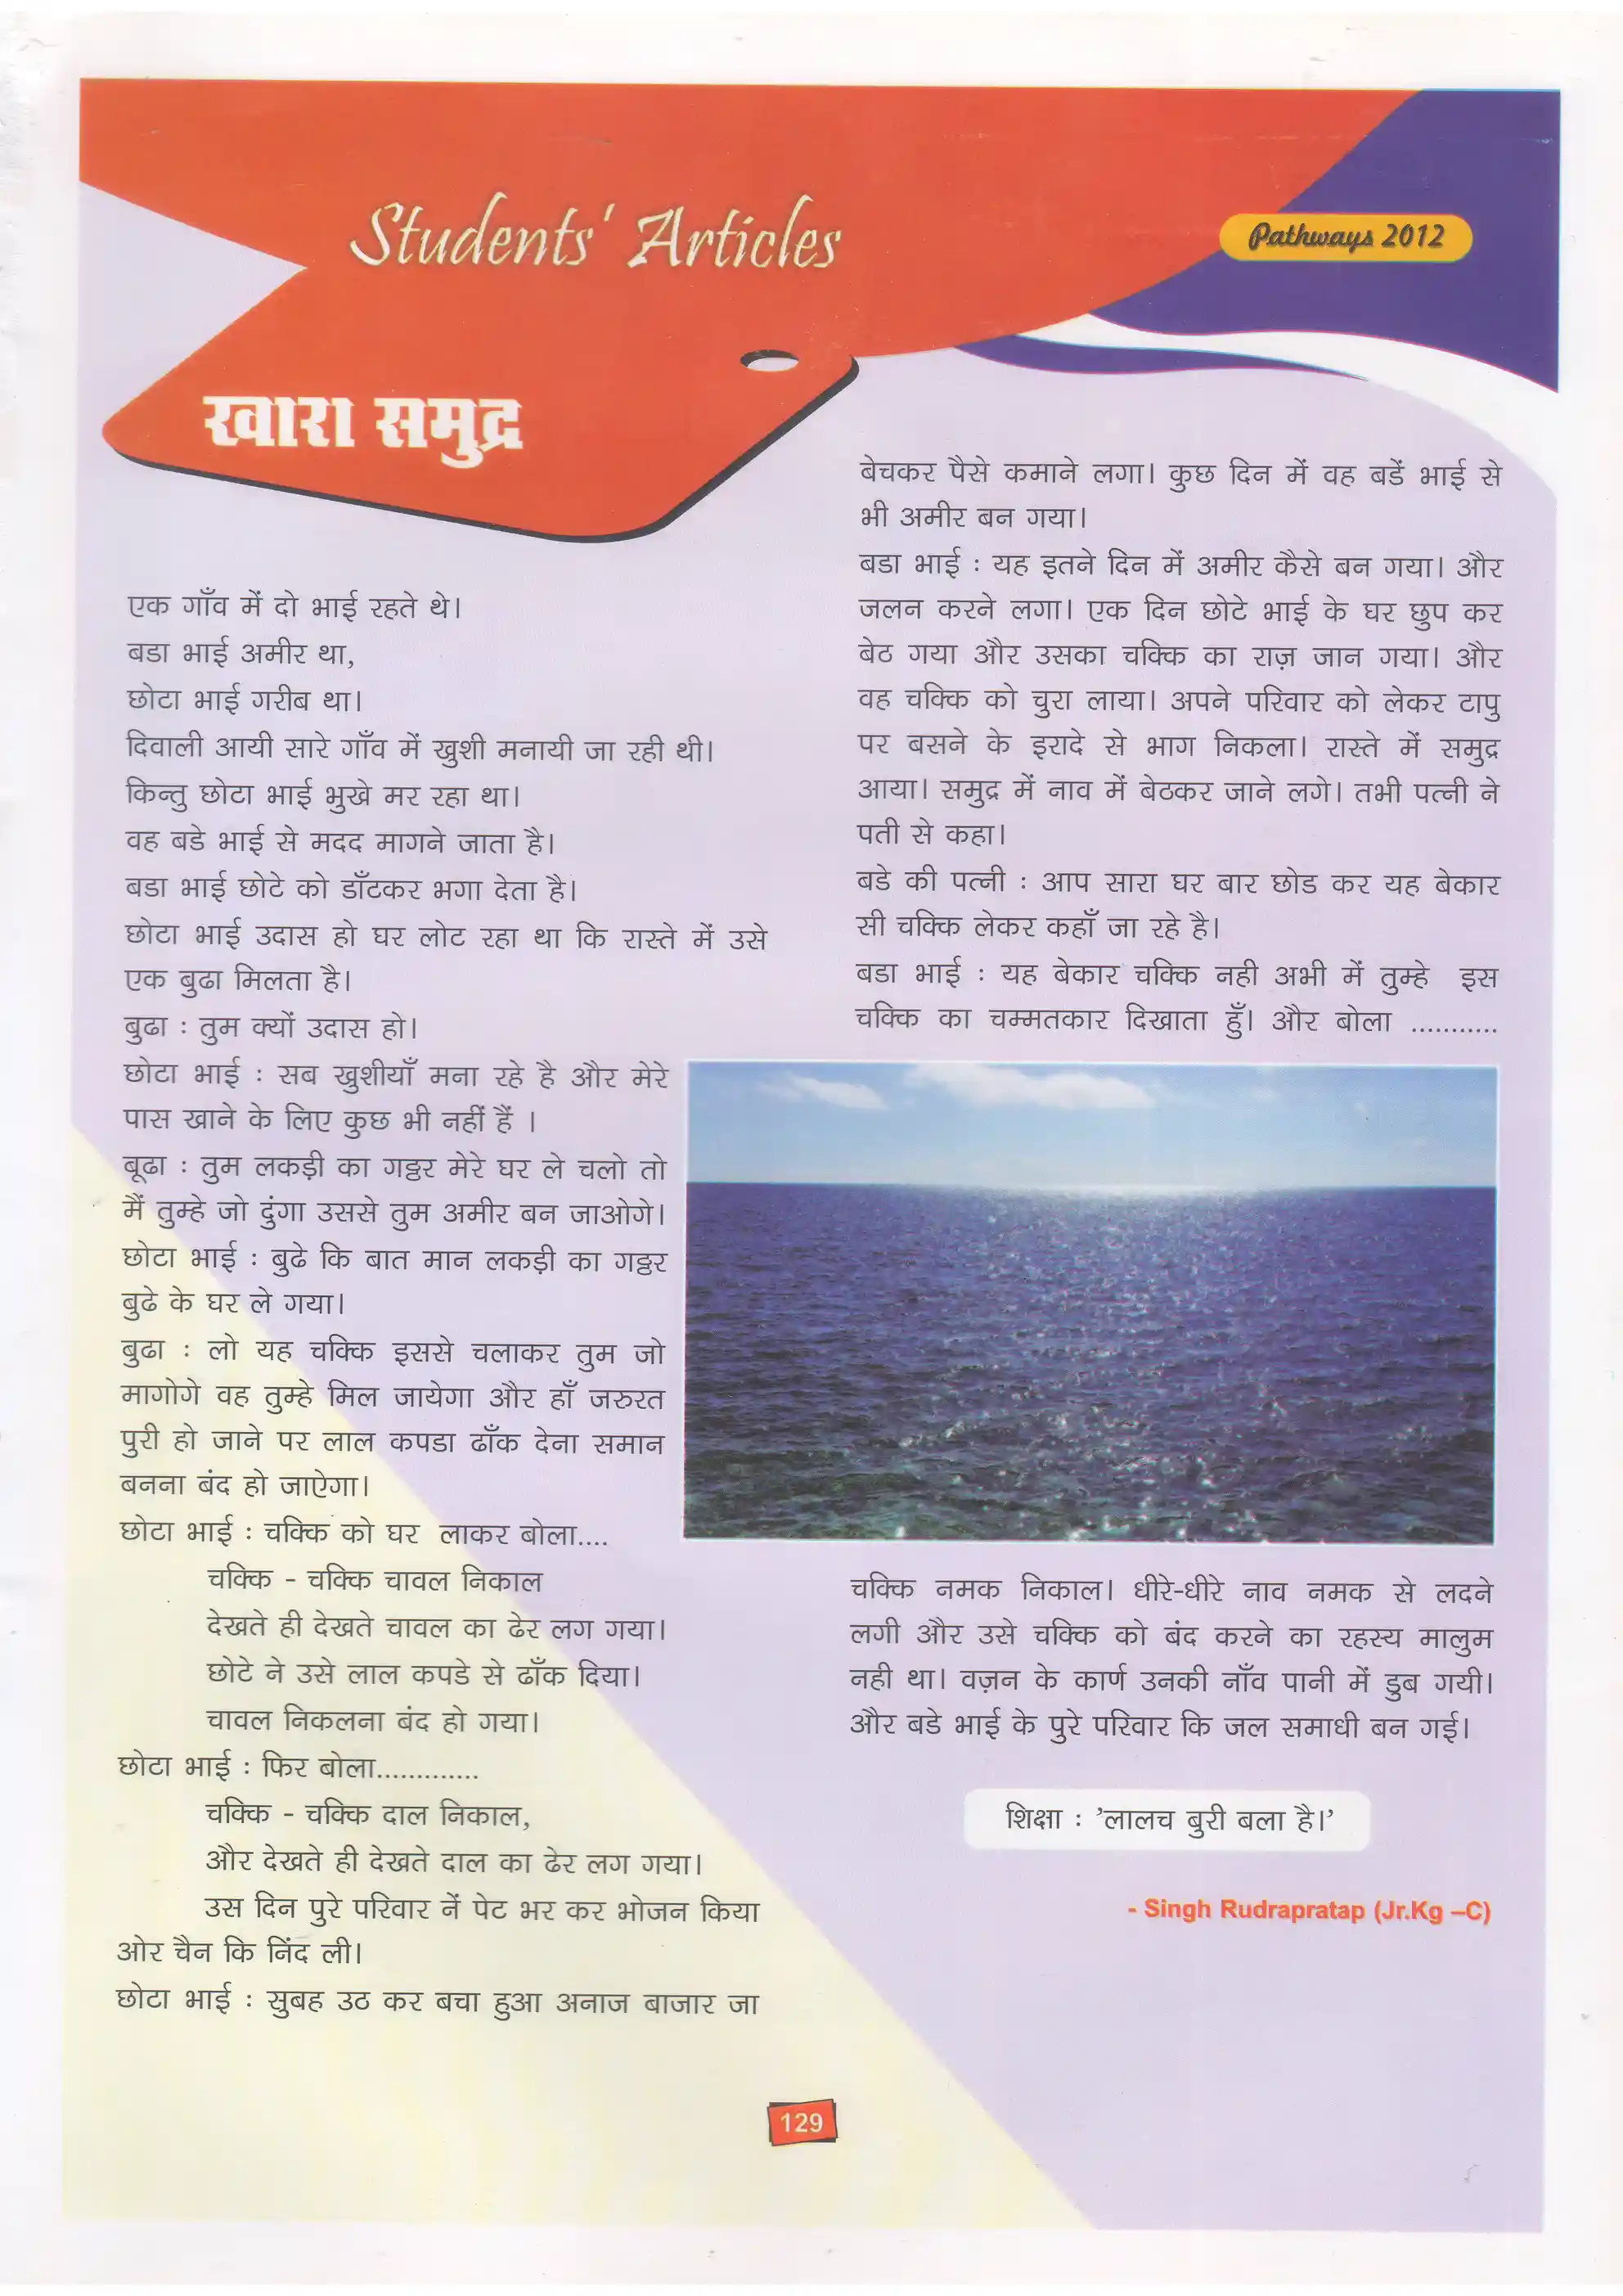 Students' Articles
Pathways 2012
खारा समुद्र
एक गाँव में दो भाई रहते थे।
बडा भाई अमीर था,
छोटा भाई गरीब था।
दिवाली आयी सारे गाँव में खुशी मनायी जा रही थी।
किन्तु छोटा भाई भुखे मर रहा था।
वह बडे भाई से मदद मागने जाता है।
बडा भाई छोटे को डाँटकर भगा देता है।
छोटा भाई उदास हो घर लोट रहा था कि रास्ते में उसे
एक बुढा मिलता है।
बुढा : तुम क्यों उदास हो।
छोटा भाई : सब खुशीयाँ मना रहे है और मेरे
पास खाने के लिए कुछ भी नहीं हैं ।
बूढा : तुम लकड़ी का गठ्ठर मेरे घर ले चलो तो
मैं तुम्हे जो दुंगा उससे तुम अमीर बन जाओगे।
छोटा भाई : बुढे कि बात मान लकड़ी का गठ्ठर
बुढे के घर ले गया।
बुढा : लो यह चक्कि इससे चलाकर तुम जो
मागोगे वह तुम्हे मिल जायेगा और हाँ जरुरत
पुरी हो जाने पर लाल कपडा ढाँक देना समान
बनना बंद हो जाऐगा।
छोटा भाई : चक्कि को घर लाकर बोला....
चक्कि - चक्कि चावल निकाल
देखते ही देखते चावल का ढेर लग गया।
छोटे ने उसे लाल कपडे से ढाँक दिया।
चावल निकलना बंद हो गया।
छोटा भाई : फिर बोला.............
चक्कि - चक्कि दाल निकाल,
और देखते ही देखते दाल का ढेर लग गया।
उस दिन पुरे परिवार नें पेट भर कर भोजन किया
ओर चैन कि निंद ली।
छोटा भाई : सुबह उठ कर बचा हुआ अनाज बाजार जा
बेचकर पैसे कमाने लगा। कुछ दिन में वह बडें भाई से
भी अमीर बन गया।
बडा भाई : यह इतने दिन में अमीर कैसे बन गया। और
जलन करने लगा। एक दिन छोटे भाई के घर छुप कर
बेठ गया और उसका चक्कि का राज़ जान गया। और
वह चक्कि को चुरा लाया। अपने परिवार को लेकर टापु
पर बसने के इरादे से भाग निकला। रास्ते में समुद्र
आया। समुद्र में नाव में बेठकर जाने लगे। तभी पत्नी ने
पती से कहा।
बडे की पत्नी : आप सारा घर बार छोड कर यह बेकार
सी चक्कि लेकर कहाँ जा रहे है।
बडा भाई : यह बेकार चक्कि नही अभी में तुम्हे इस
चक्कि का चम्मतकार दिखाता हुँ। और बोला ...........
चक्कि नमक निकाल। धीरे-धीरे नाव नमक से लदने
लगी और उसे चक्कि को बंद करने का रहस्य मालुम
नही था। वज़न के कार्ण उनकी नाँव पानी में डुब गयी।
और बडे भाई के पुरे परिवार कि जल समाधी बन गई।
शिक्षा : ’लालच बुरी बला है।’
- Singh Rudrapratap (Jr.Kg –C)
129